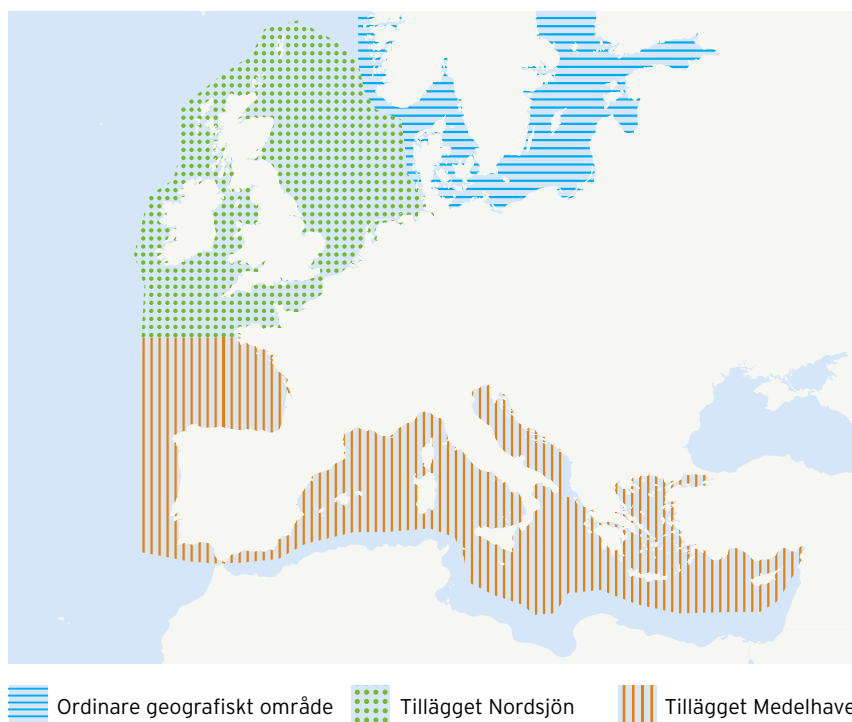 Ordinare geografiskt område
Tillägget Nordsjön
Tillägget Medelhave